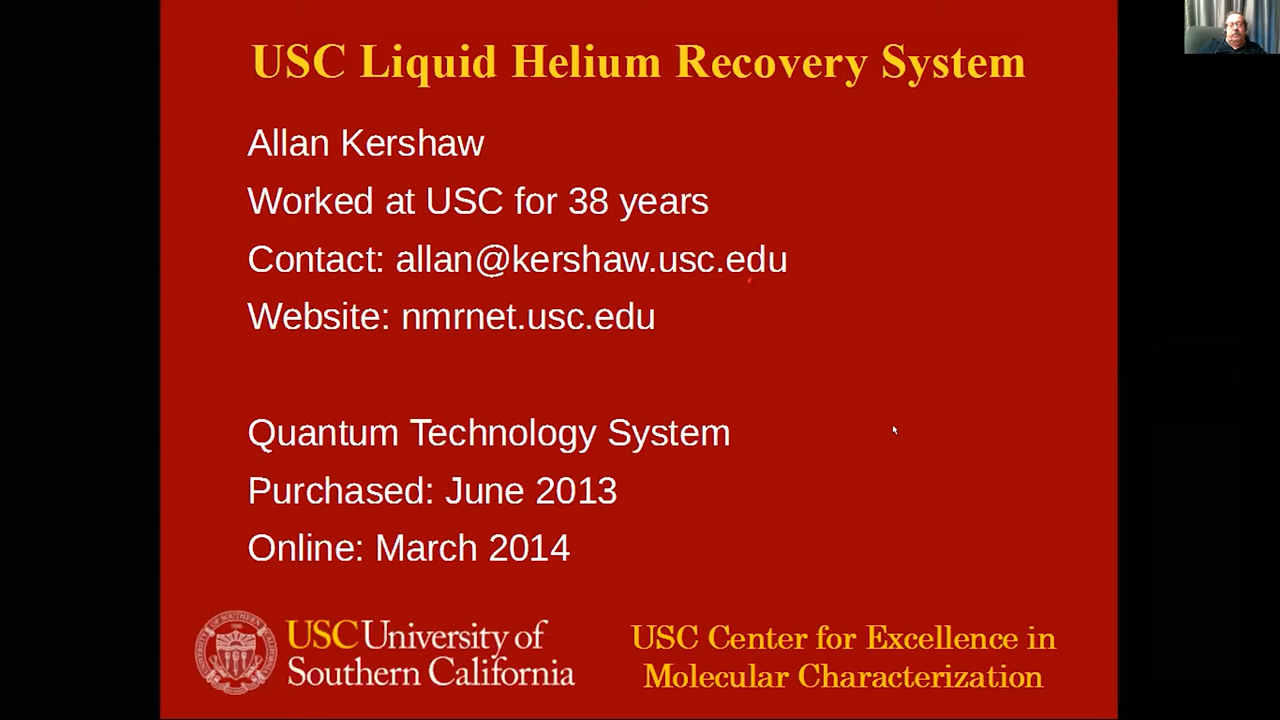 USC Liquid Helium Recovery System
Allan Kershaw
Worked at USC for 38 years
Contact: allan@kershaw.usc.edu
Website: nmrnet.usc.edu
Quantum Technology System
Purchased: June 2013
Online: March 2014
USC University of
Southern California
USC Center for Excellence in
Molecular Characterization